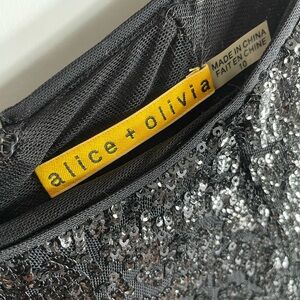 alice + olivia
MADE IN CHINA
FAIT EN CHINE
10